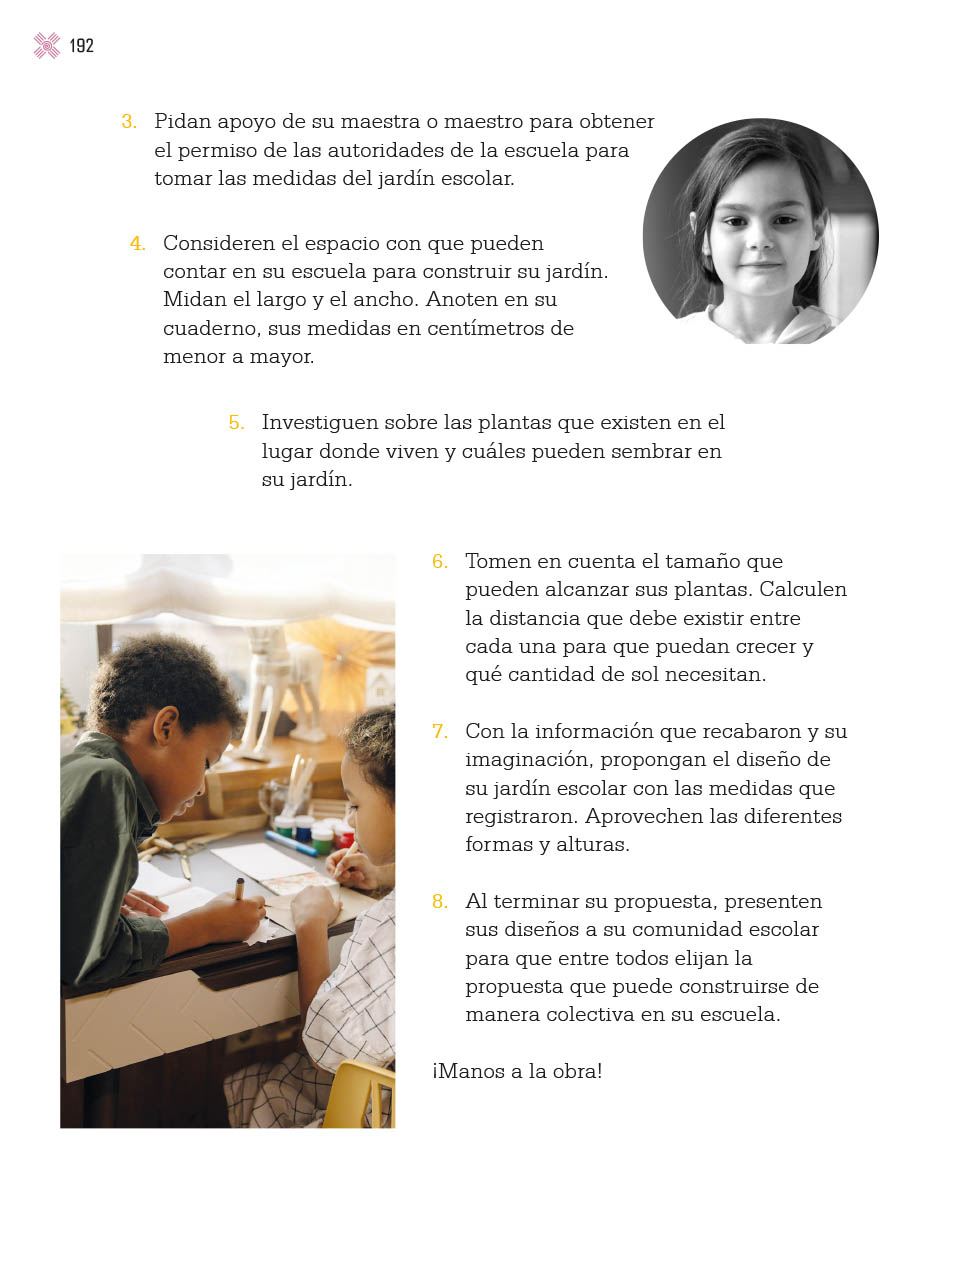 192
3. Pidan apoyo de su maestra o maestro para obtener
el permiso de las autoridades de la escuela para
tomar las medidas del jardín escolar.
4. Consideren el espacio con que pueden
contar en su escuela para construir su jardín.
Midan el largo y el ancho. Anoten en su
cuaderno, sus medidas en centímetros de
menor a mayor.
5. Investiguen sobre las plantas que existen en el
lugar donde viven y cuáles pueden sembrar en
su jardín.
6. Tomen en cuenta el tamaño que
pueden alcanzar sus plantas. Calculen
la distancia que debe existir entre
cada una para que puedan crecer y
qué cantidad de sol necesitan.
7. Con la información que recabaron y su
imaginación, propongan el diseño de
su jardín escolar con las medidas que
registraron. Aprovechen las diferentes
formas y alturas.
8. Al terminar su propuesta, presenten
sus diseños a su comunidad escolar
para que entre todos elijan la
propuesta que puede construirse de
manera colectiva en su escuela.
¡Manos a la obra!